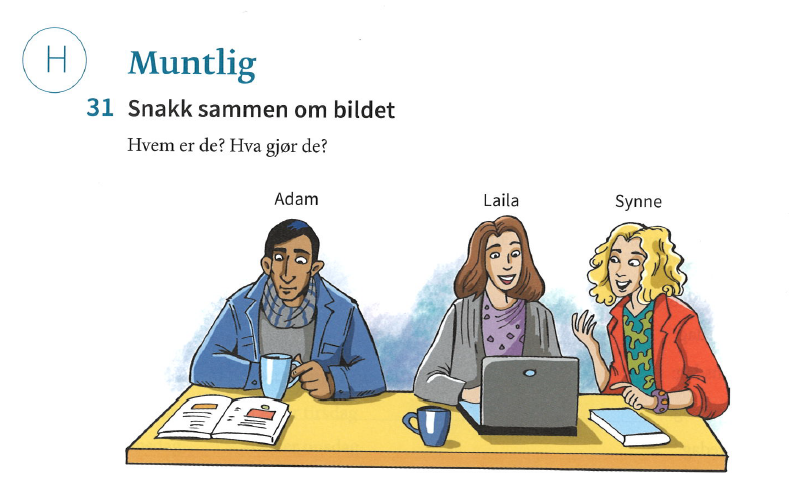 H
Muntlig
31 Snakk sammen om bildet
Hvem er de? Hva gjør de?
Adam Laila Synne